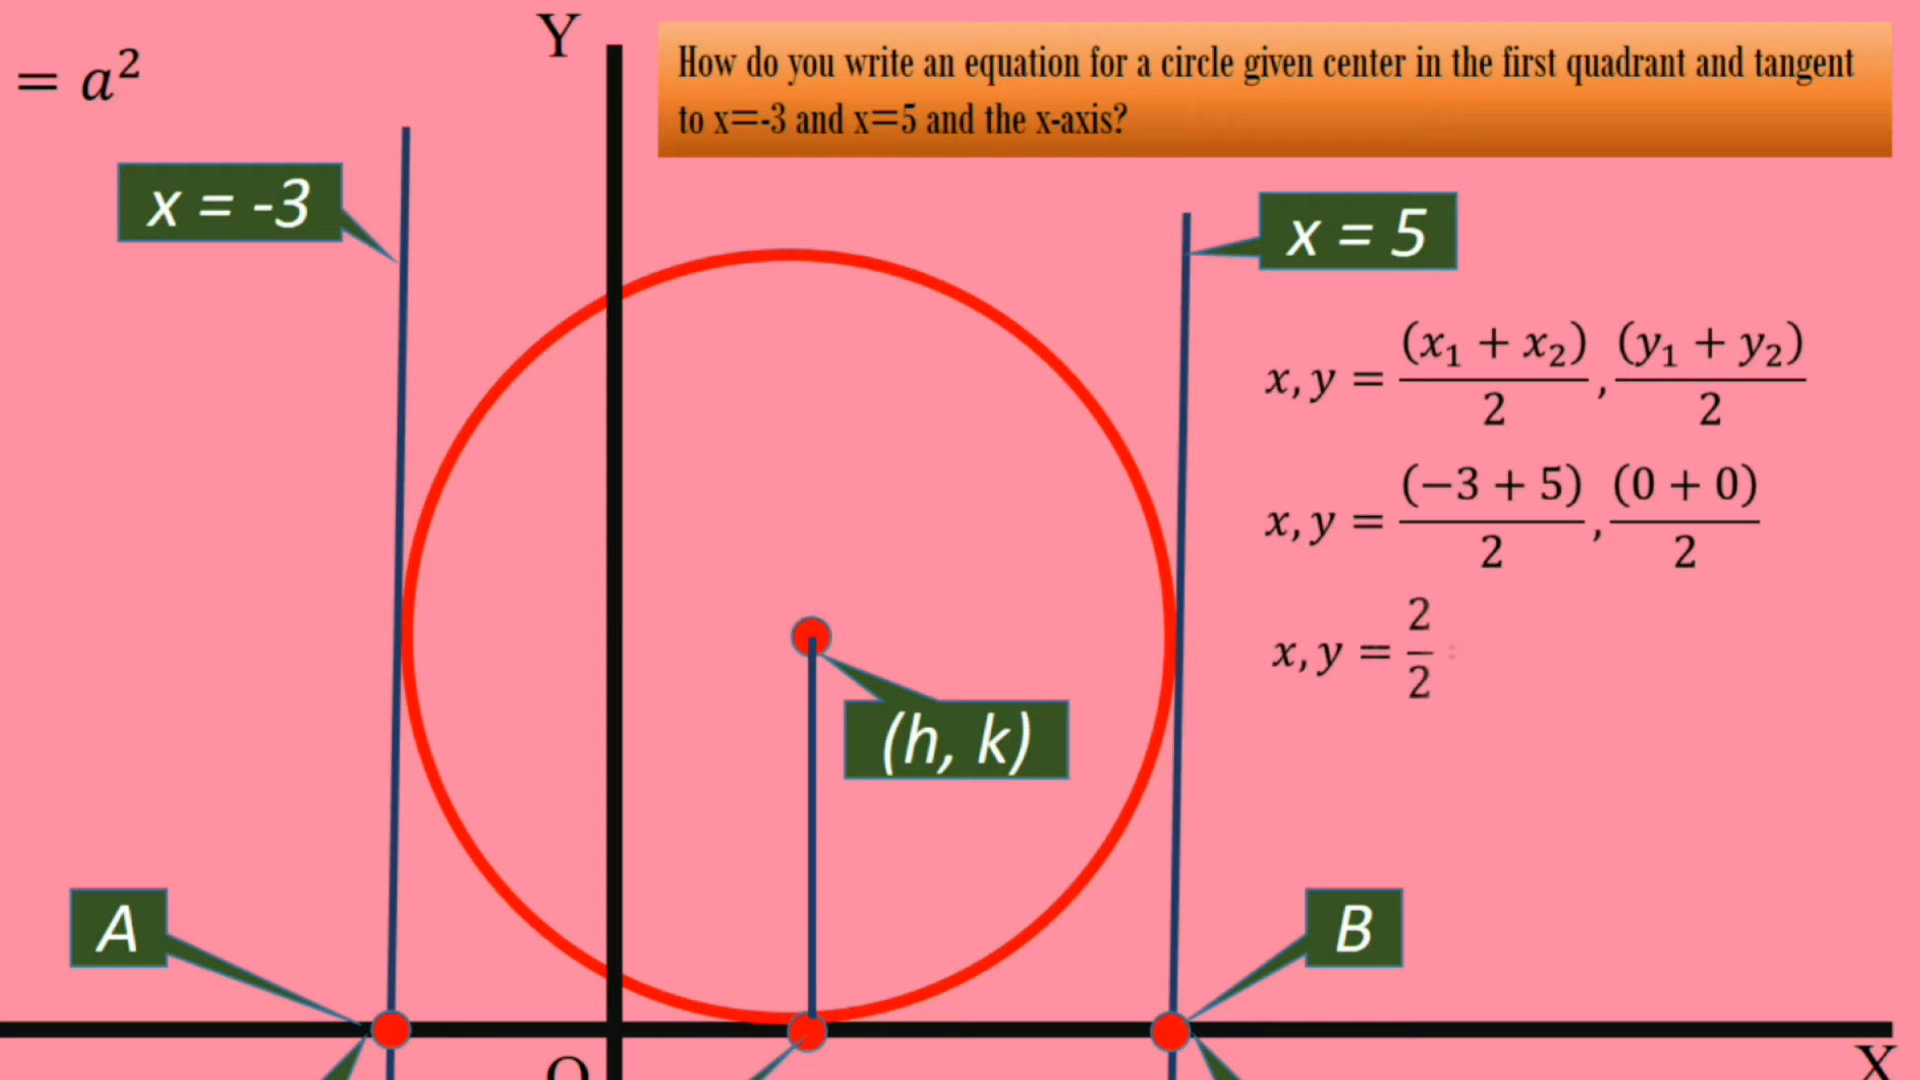 Y
How do you write an equation for a circle given center in the first quadrant and tangent
to x=-3 and x=5 and the x-axis?
= a²
x = -3
x = 5
x, y = (x₁ + x₂)/2 , (y₁ + y₂)/2
x, y = (−3 + 5)/2 , (0 + 0)/2
x, y = 2/2
(h, k)
A
B
O
X